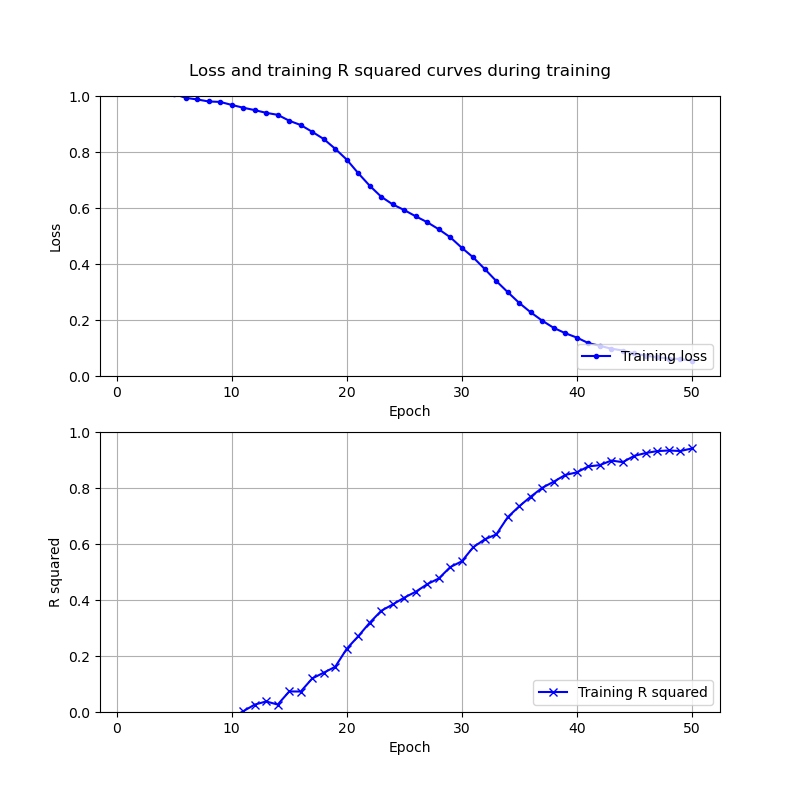 Loss and training R squared curves during training
1.0
0.8
0.6
0.4
0.2
0.0
Loss
Training loss
0 10 20 30 40 50
Epoch
1.0
0.8
0.6
0.4
0.2
0.0
R squared
Training R squared
0 10 20 30 40 50
Epoch